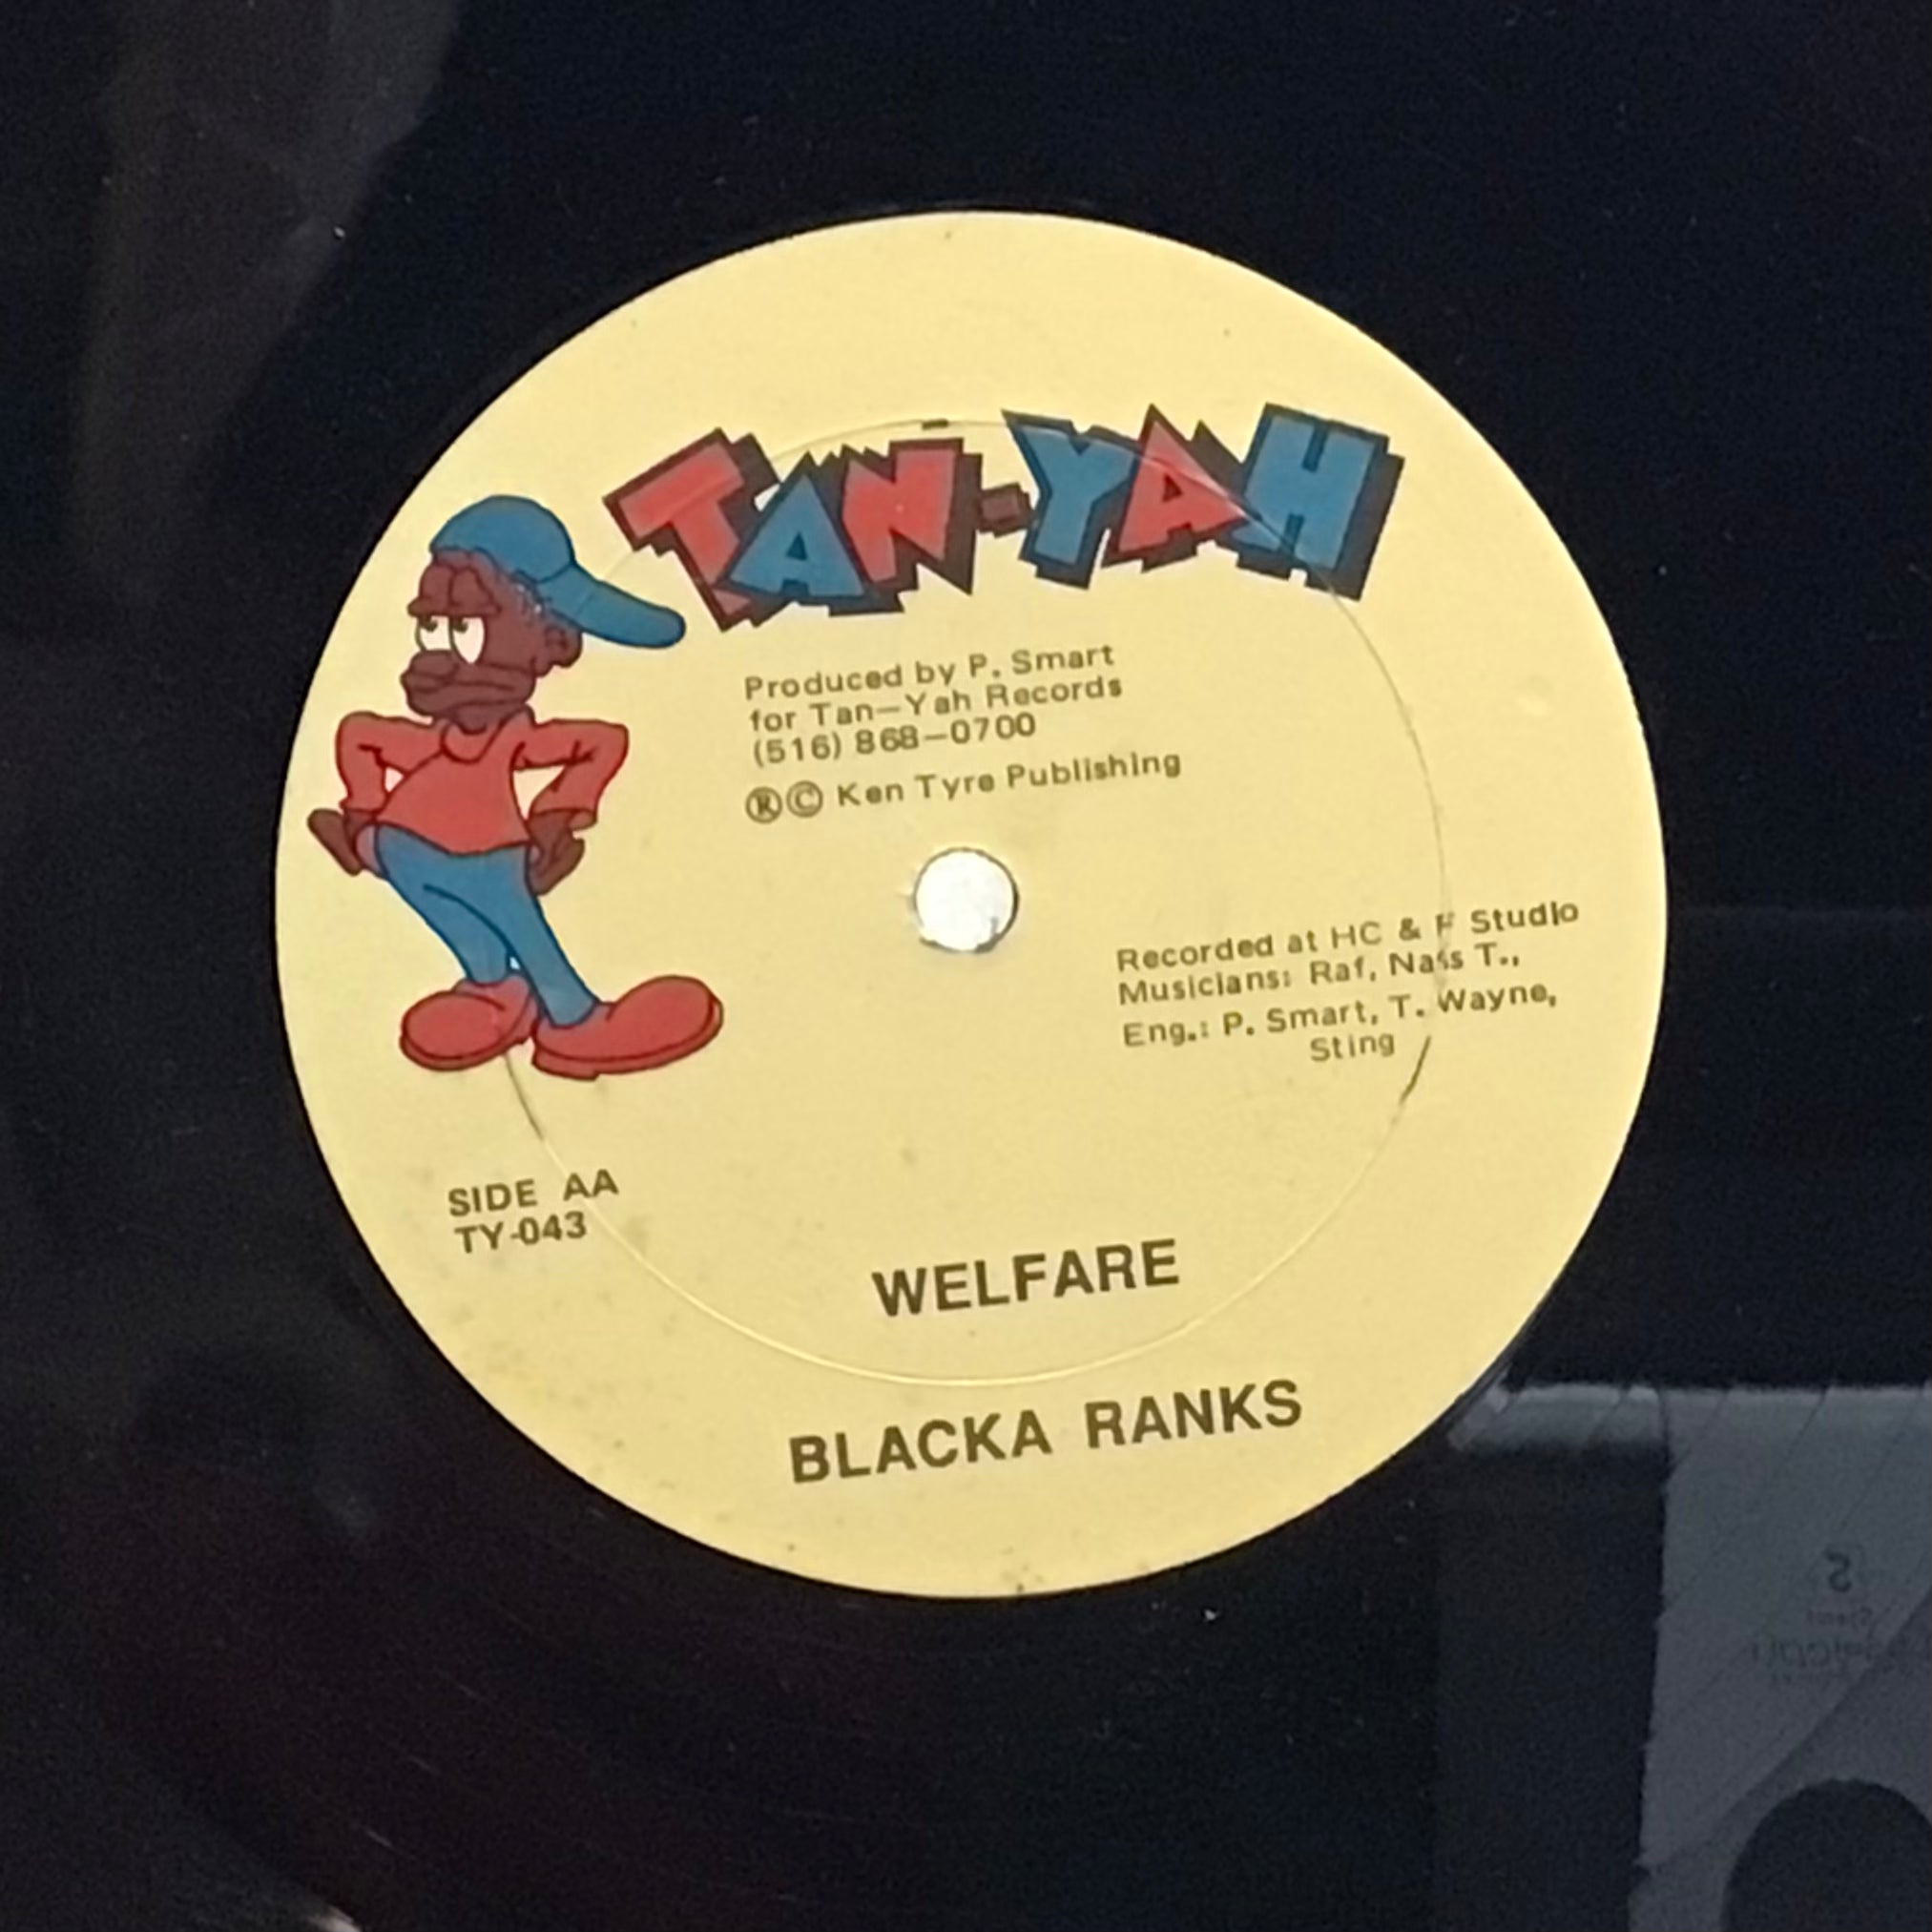 TAN-YAH
Produced by P. Smart
for Tan—Yah Records
(516) 868—0700
®© Ken Tyre Publishing
Recorded at HC & F Studio
Musicians: Raf, Nass T.,
Eng.: P. Smart, T. Wayne,
Sting
SIDE AA
TY-043
WELFARE
BLACKA RANKS